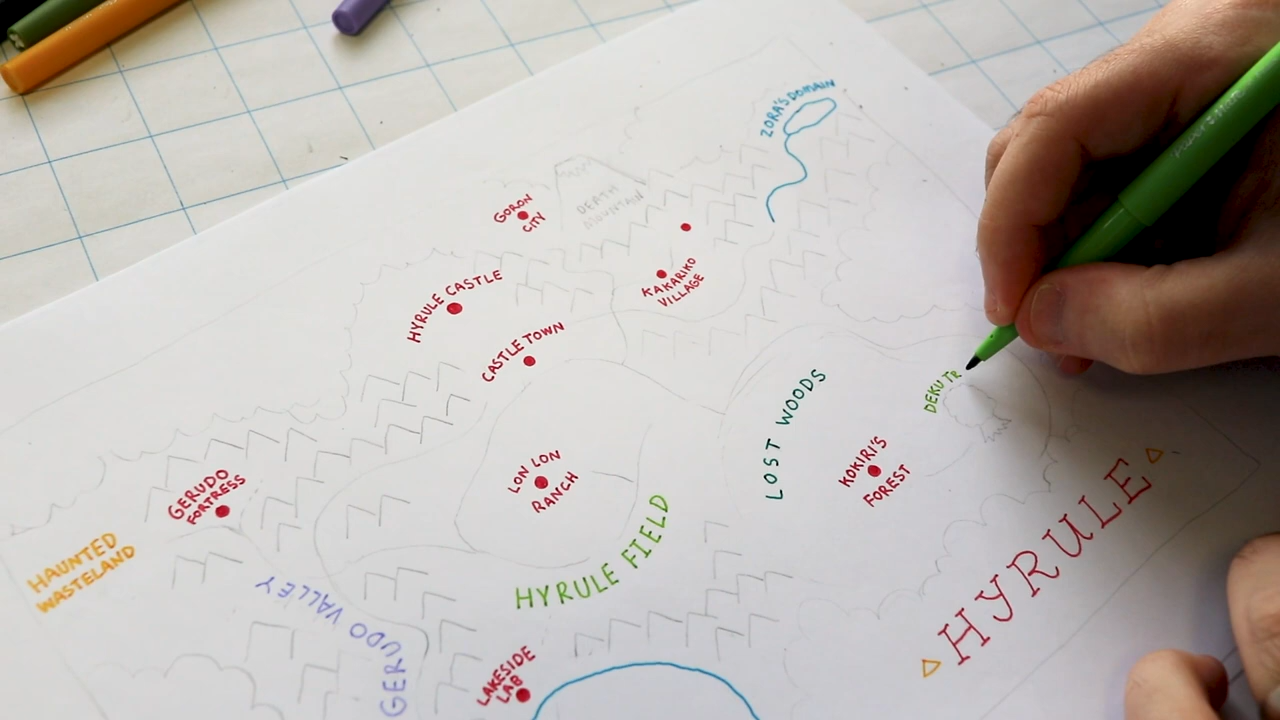 ZORA'S DOMAIN
DEATH
MOUNTAIN
GORON
CITY
HYRULE CASTLE
KAKARIKO
VILLAGE
CASTLE TOWN
DEKU TR
LOST WOODS
KOKIRI'S
FOREST
LON LON
RANCH
GERUDO
FORTRESS
HYRULE FIELD
HAUNTED
WASTELAND
GERUDO VALLEY
HYRULE
LAKESIDE
LAB